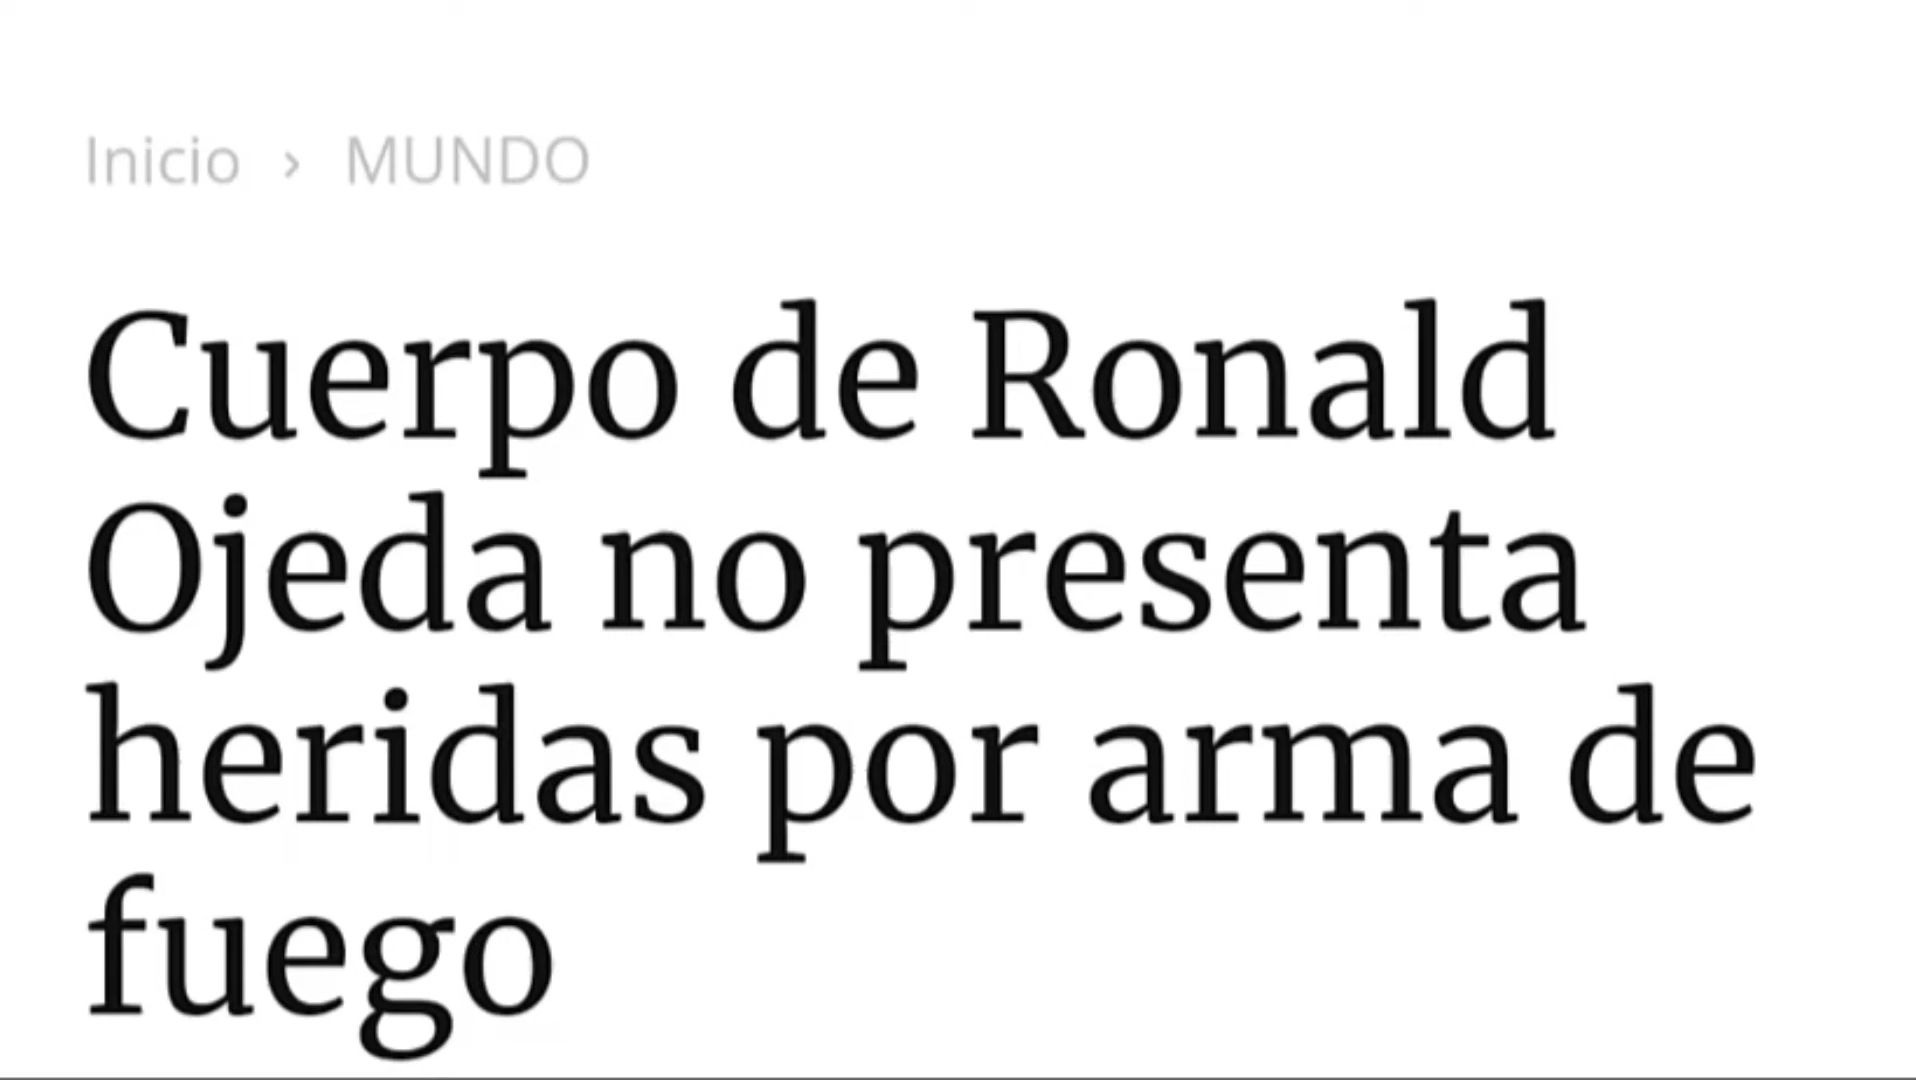 Inicio › MUNDO
Cuerpo de Ronald
Ojeda no presenta
heridas por arma de
fuego